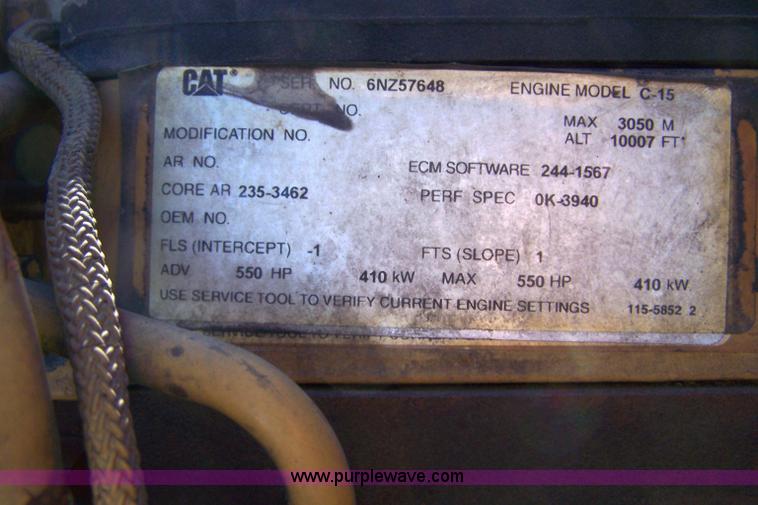 CAT® SER. NO. 6NZ57648 ENGINE MODEL C-15
CERT. NO. MAX 3050 M
MODIFICATION NO. ALT 10007 FT
AR NO. ECM SOFTWARE 244-1567
CORE AR 235-3462 PERF SPEC 0K-3940
OEM NO.
FLS (INTERCEPT) -1 FTS (SLOPE) 1
ADV 550 HP 410 kW MAX 550 HP 410 kW
USE SERVICE TOOL TO VERIFY CURRENT ENGINE SETTINGS 115-5852 2
www.purplewave.com